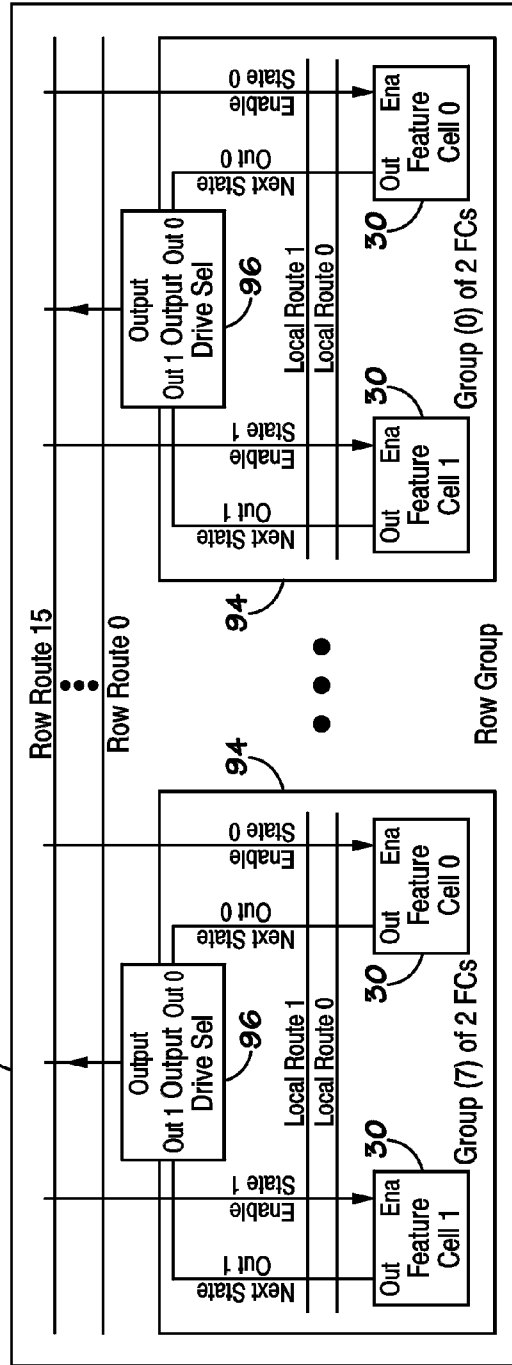 Row Route 15
Row Route 0
Output
Out 1 Output Out 0
Drive Sel
96
Next State
Out 1
Enable
State 1
Next State
Out 0
Enable
State 0
Local Route 1
Local Route 0
Out Ena
Feature
Cell 1
30
Out Ena
Feature
Cell 0
30
Group (7) of 2 FCs
94
Output
Out 1 Output Out 0
Drive Sel
96
Next State
Out 1
Enable
State 1
Next State
Out 0
Enable
State 0
Local Route 1
Local Route 0
Out Ena
Feature
Cell 1
30
Out Ena
Feature
Cell 0
30
Group (0) of 2 FCs
94
Row Group